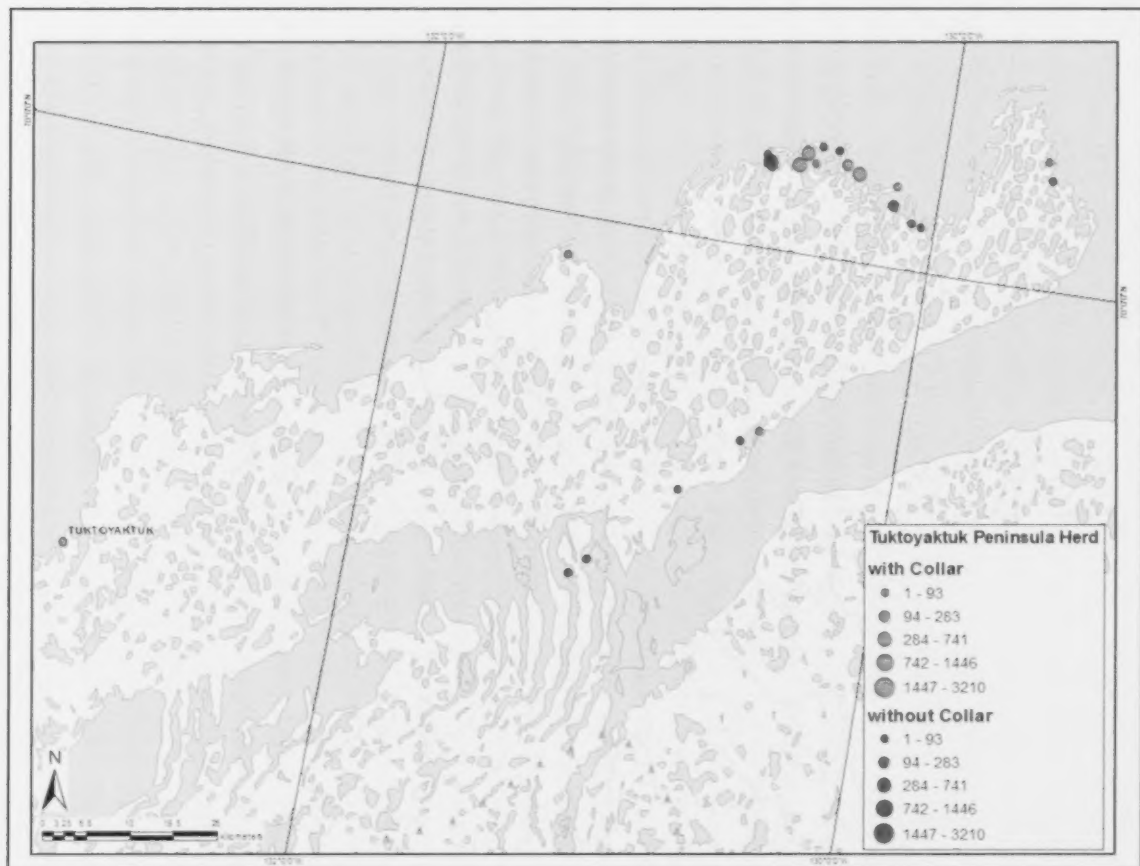 TUKTOYAKTUK
Tuktoyaktuk Peninsula Herd
with Collar
1 - 93
94 - 283
284 - 741
742 - 1446
1447 - 3210
without Collar
1 - 93
94 - 283
284 - 741
742 - 1446
1447 - 3210
N